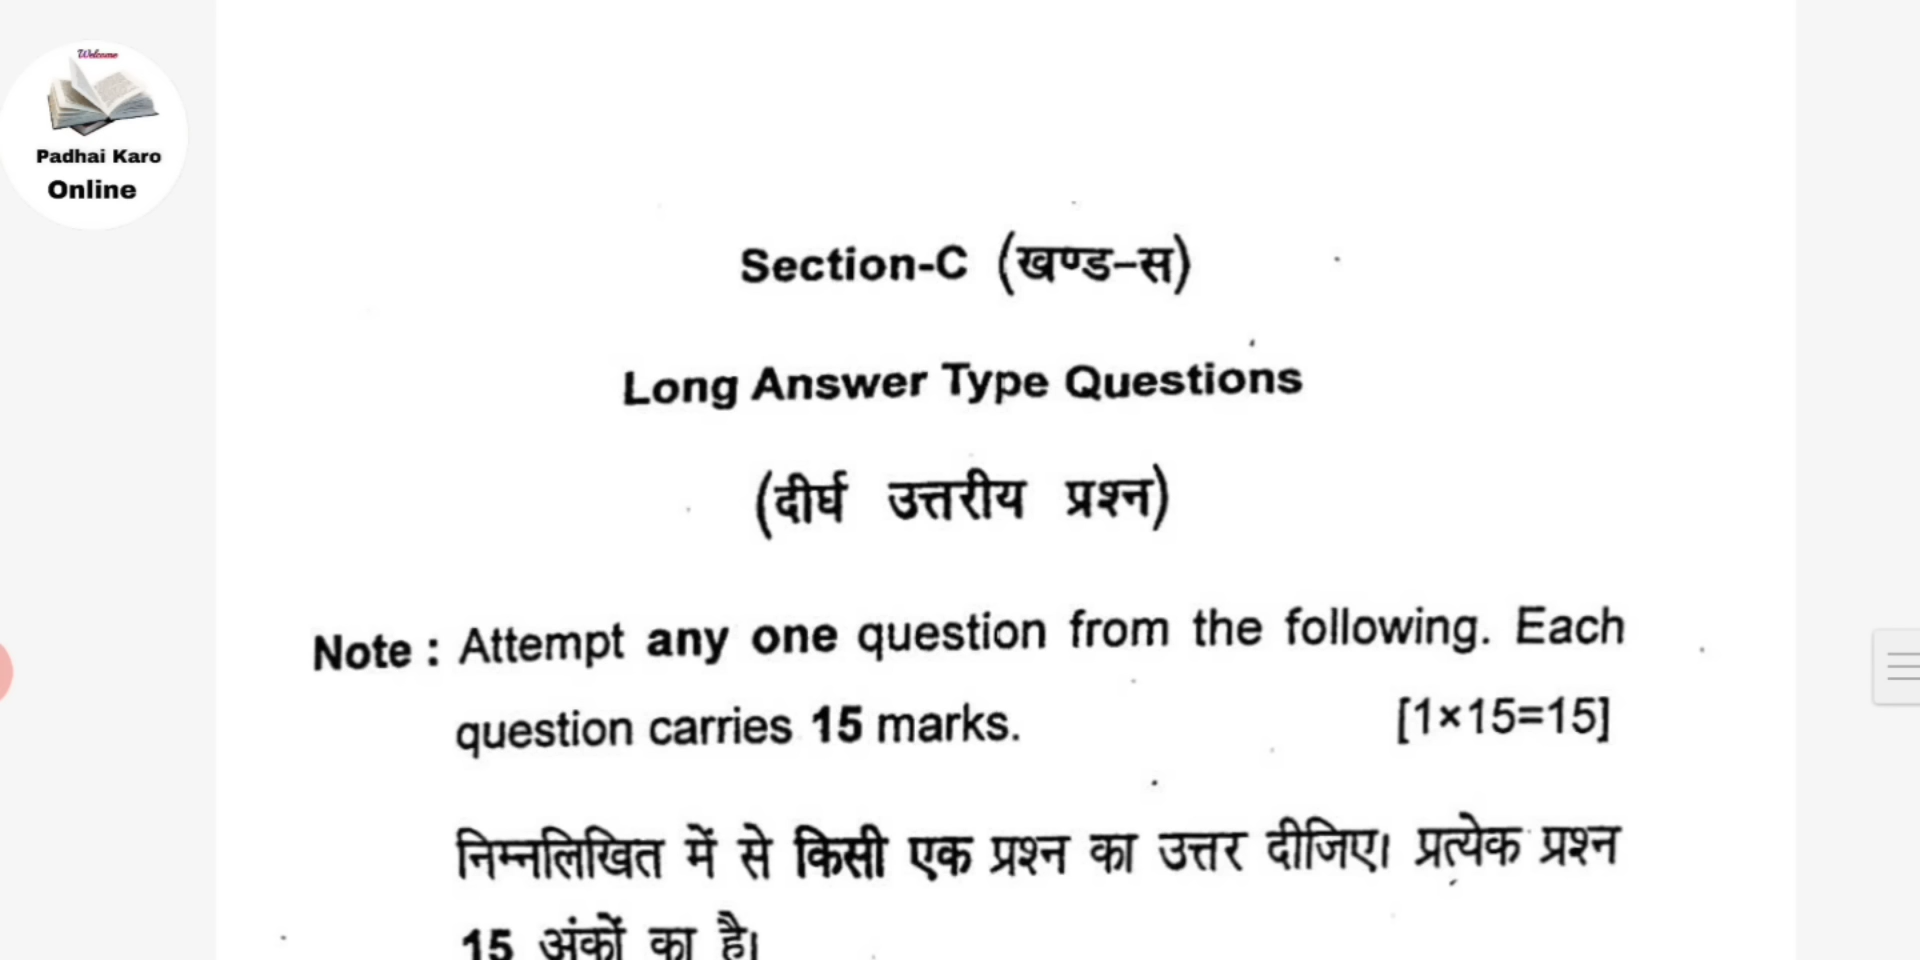 Welcome
Padhai Karo
Online
Section-C (खण्ड-स)
Long Answer Type Questions
(दीर्घ उत्तरीय प्रश्न)
Note : Attempt any one question from the following. Each
question carries 15 marks. [1×15=15]
निम्नलिखित में से किसी एक प्रश्न का उत्तर दीजिए। प्रत्येक प्रश्न
15 अंकों का है।